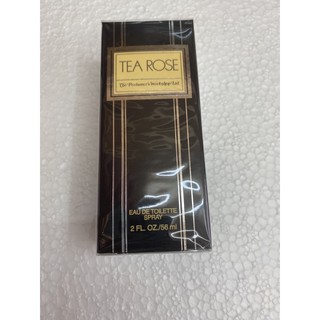 TEA ROSE
The Perfumer's Workshop Ltd
EAU DE TOILETTE
SPRAY
2 FL. OZ./56 ml